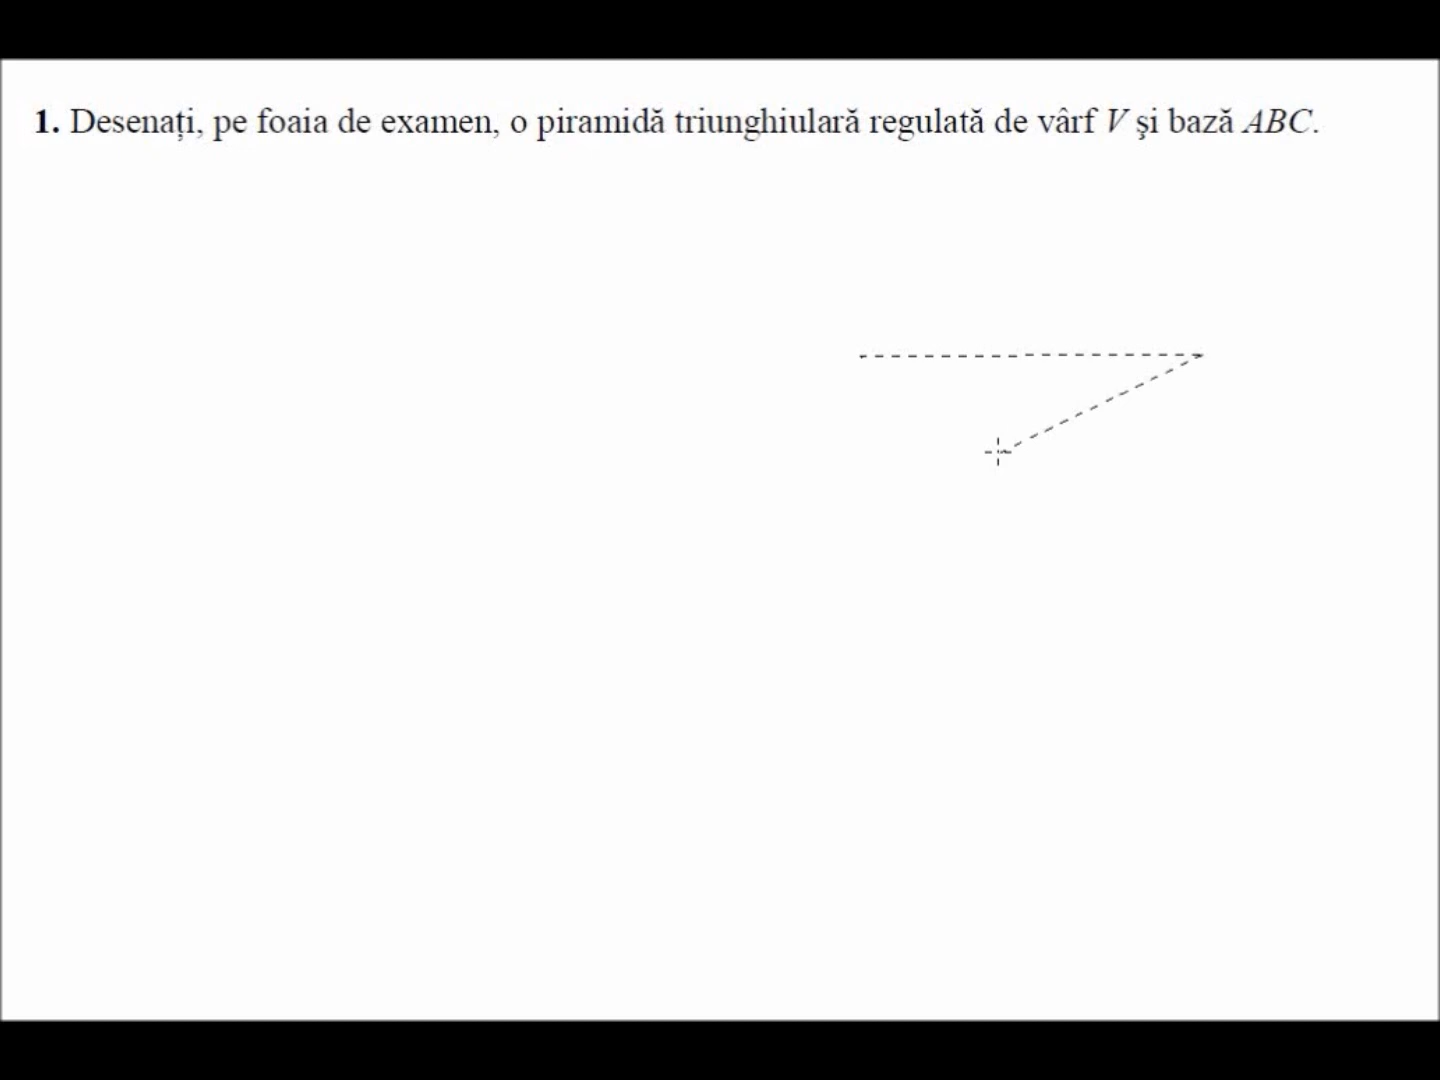 1. Desenați, pe foaia de examen, o piramidă triunghiulară regulată de vârf V şi bază ABC.